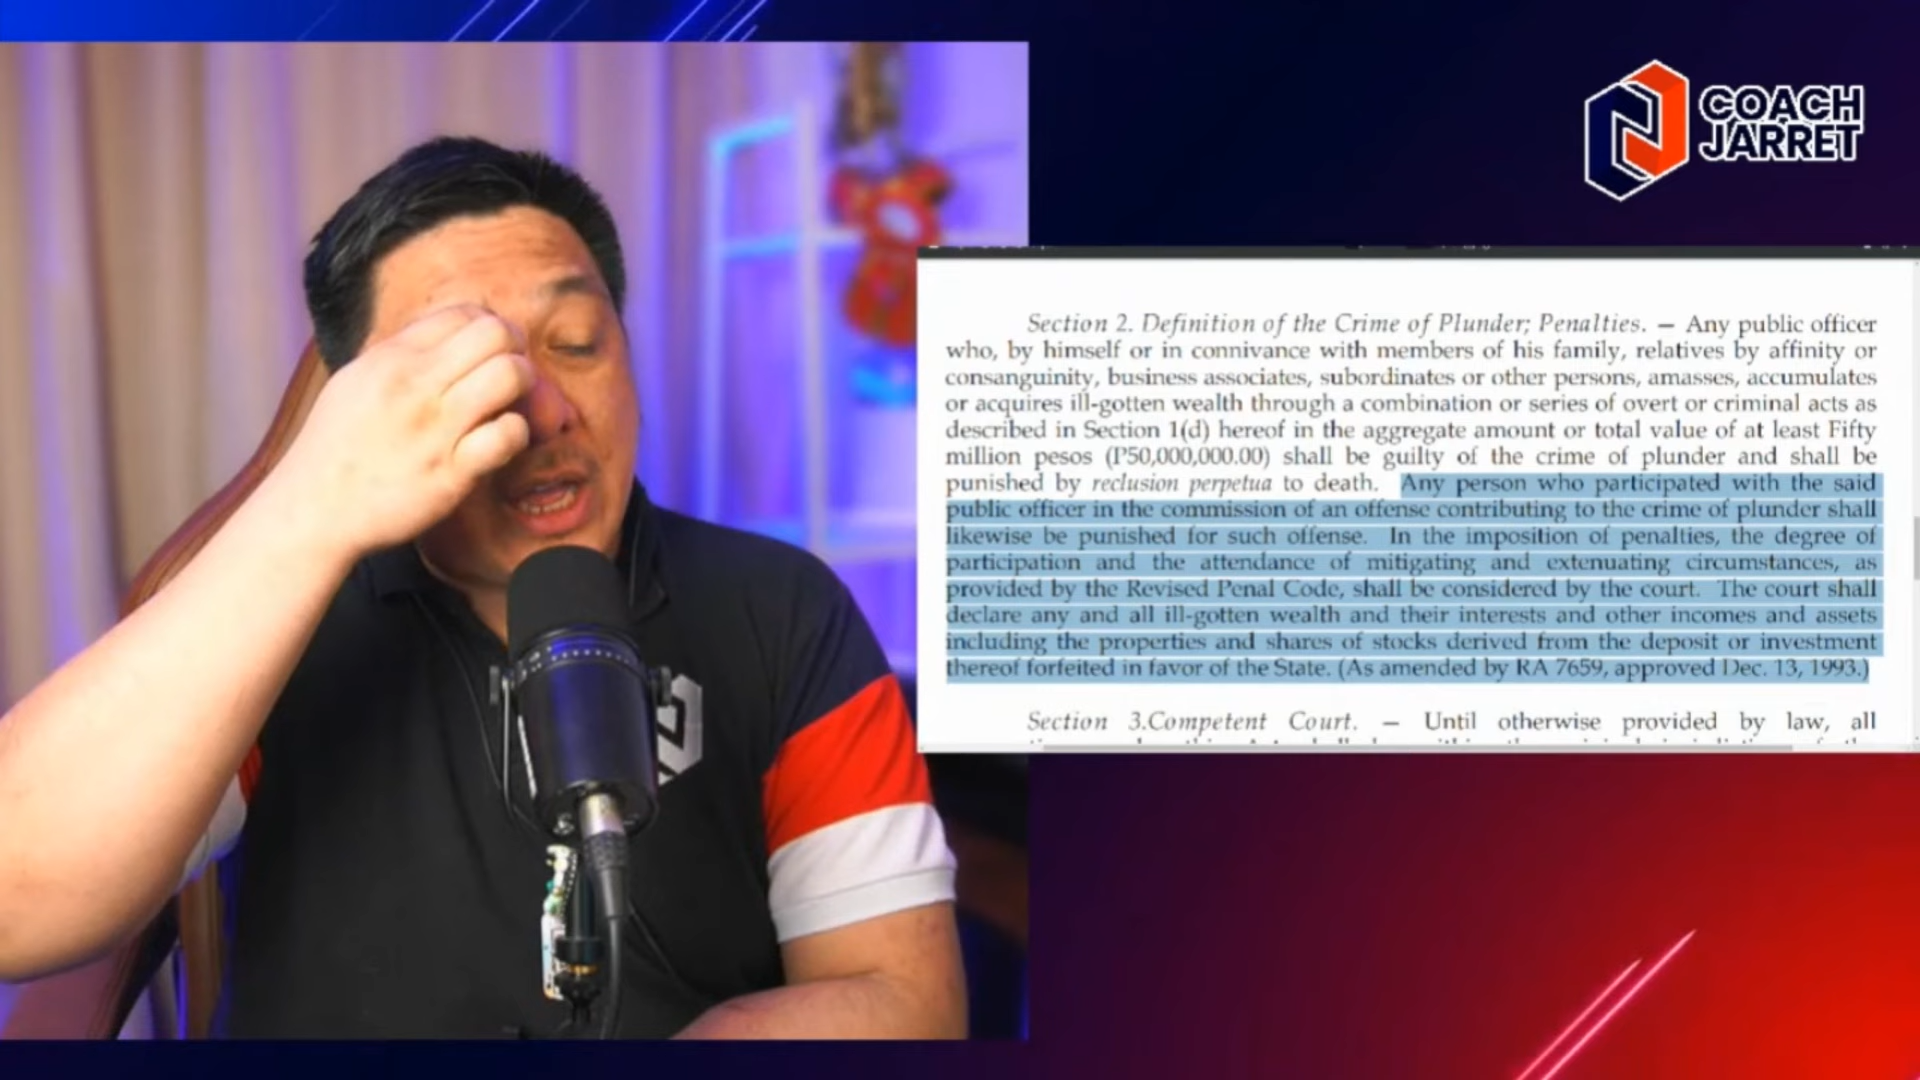 COACH
JARRET
Section 2. Definition of the Crime of Plunder; Penalties. — Any public officer
who, by himself or in connivance with members of his family, relatives by affinity or
consanguinity, business associates, subordinates or other persons, amasses, accumulates
or acquires ill-gotten wealth through a combination or series of overt or criminal acts as
described in Section 1(d) hereof in the aggregate amount or total value of at least Fifty
million pesos (P50,000,000.00) shall be guilty of the crime of plunder and shall be
punished by reclusion perpetua to death. Any person who participated with the said
public officer in the commission of an offense contributing to the crime of plunder shall
likewise be punished for such offense. In the imposition of penalties, the degree of
participation and the attendance of mitigating and extenuating circumstances, as
provided by the Revised Penal Code, shall be considered by the court. The court shall
declare any and all ill-gotten wealth and their interests and other incomes and assets
including the properties and shares of stocks derived from the deposit or investment
thereof forfeited in favor of the State. (As amended by RA 7659, approved Dec. 13, 1993.)
Section 3.Competent Court. — Until otherwise provided by law, all